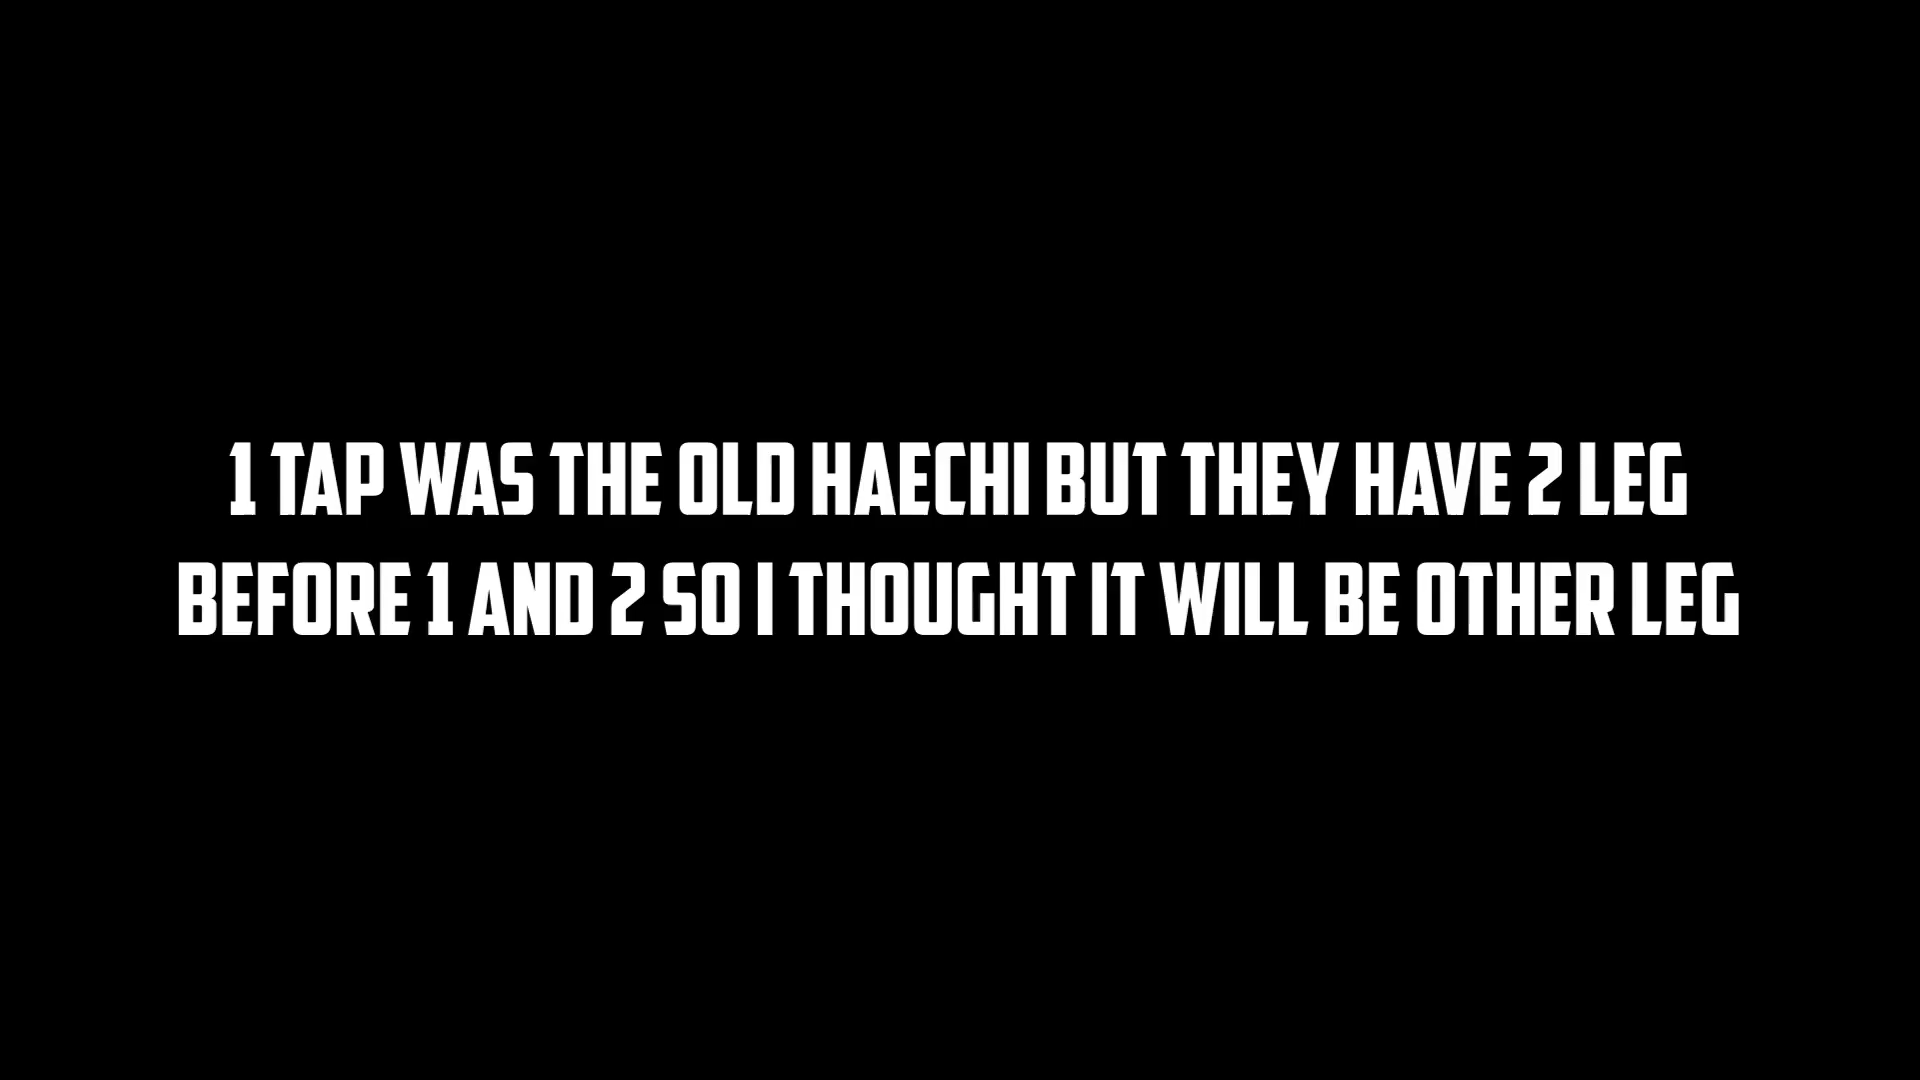 1 TAP WAS THE OLD HAECHI BUT THEY HAVE 2 LEG
BEFORE 1 AND 2 SO I THOUGHT IT WILL BE OTHER LEG